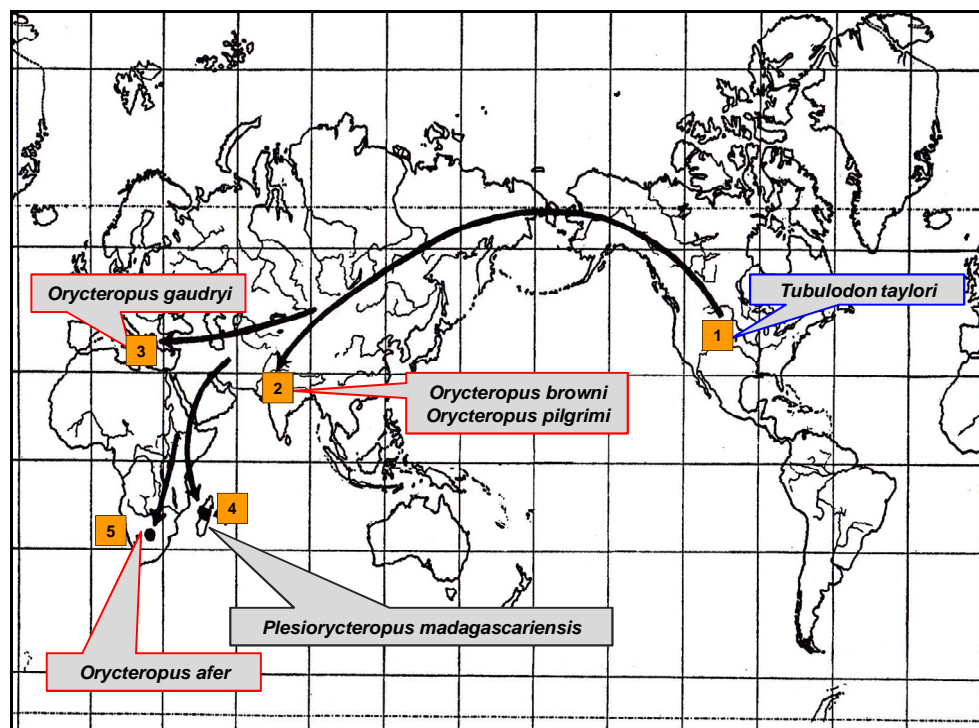 Orycteropus gaudryi
Tubulodon taylori
1
3
2
Orycteropus browni
Orycteropus pilgrimi
4
5
Plesiorycteropus madagascariensis
Orycteropus afer